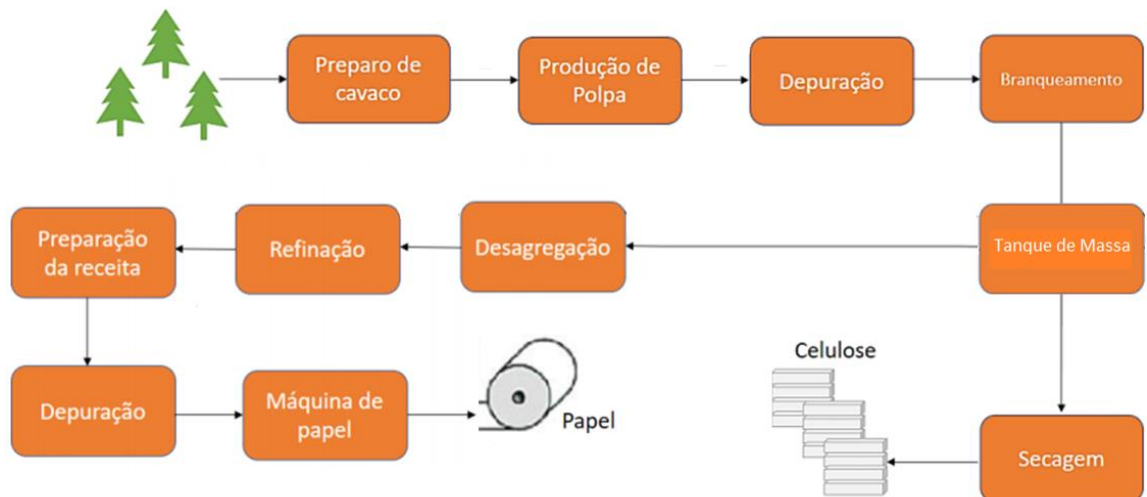 Preparo de
cavaco
Produção de
Polpa
Depuração
Branqueamento
Preparação
da receita
Refinação
Desagregação
Tanque de Massa
Depuração
Máquina de
papel
Papel
Celulose
Secagem